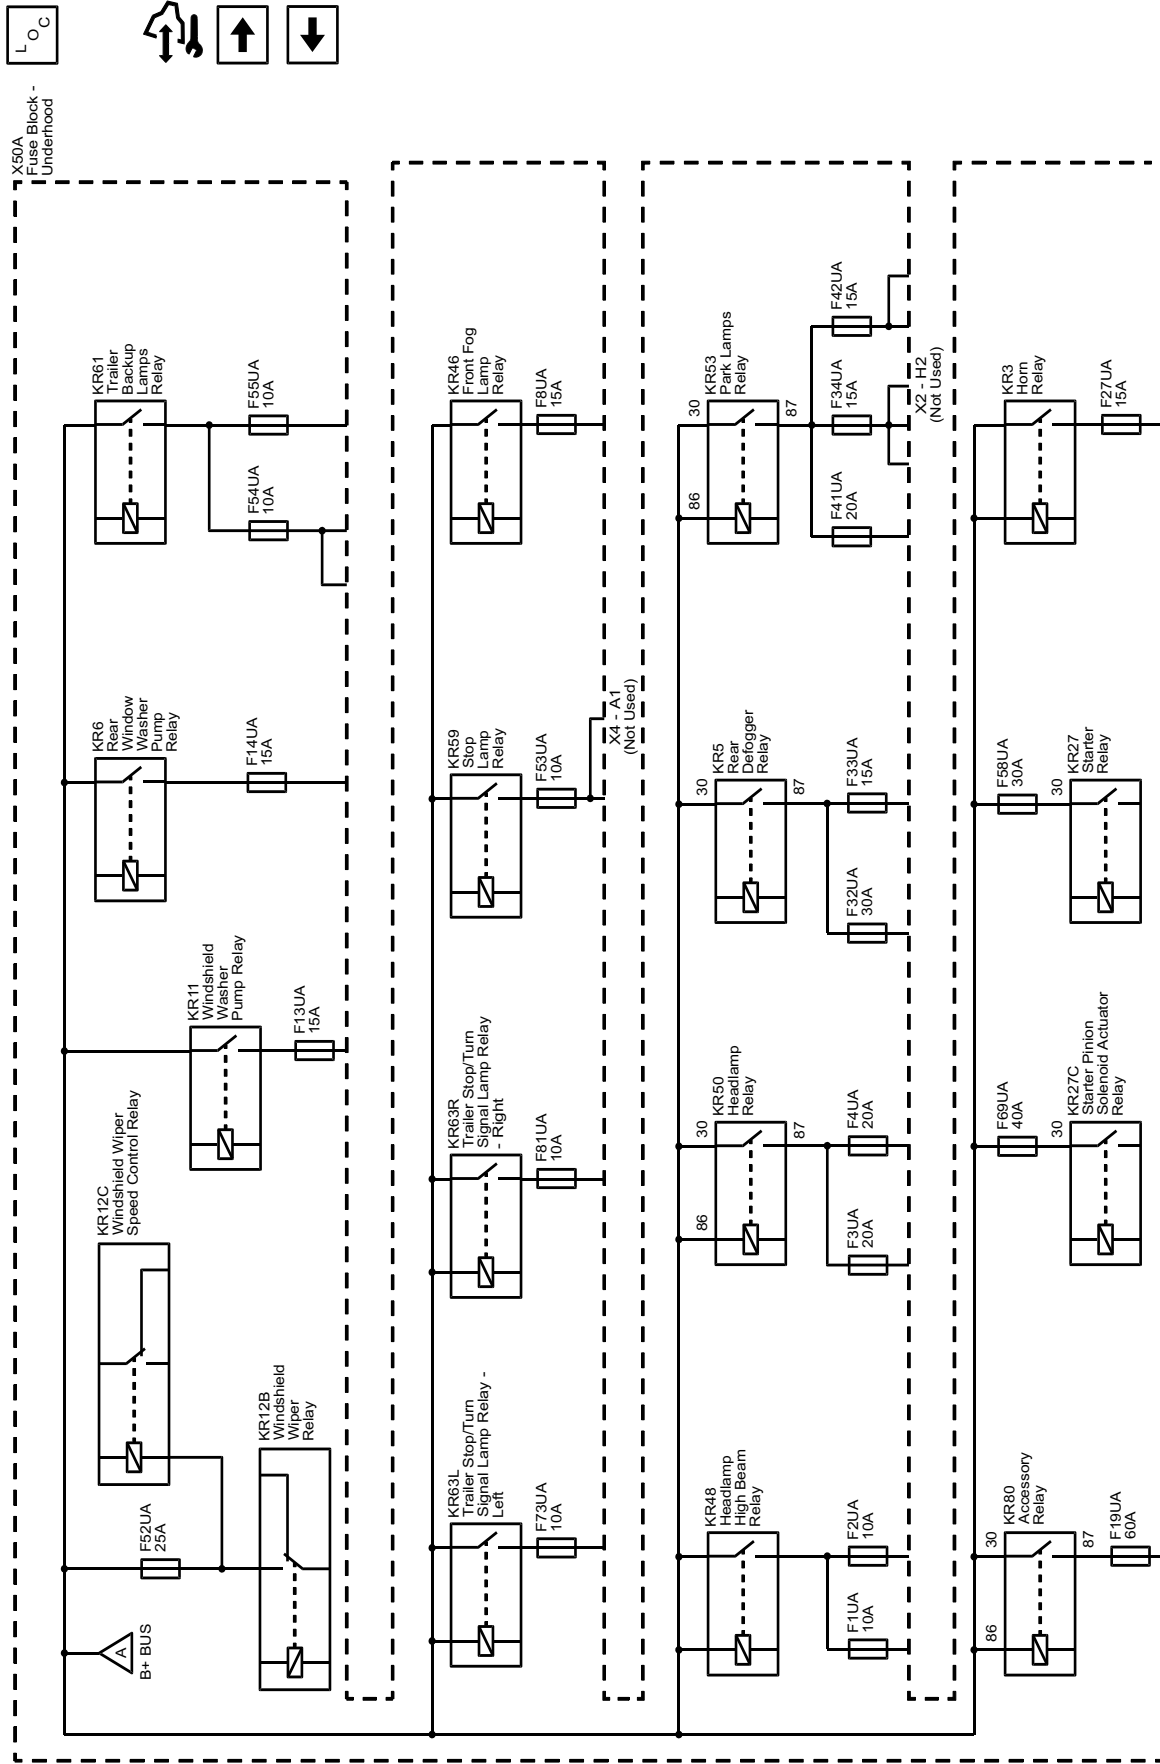 L O C
X50A
Fuse Block -
Underhood
A
B+ BUS
F52UA
25A
KR12B
Windshield
Wiper
Relay
KR12C
Windshield Wiper
Speed Control Relay
KR11
Windshield
Washer
Pump Relay
F13UA
15A
KR6
Rear
Window
Washer
Pump
Relay
F14UA
15A
KR61
Trailer
Backup
Lamps
Relay
F54UA
10A
F55UA
10A
KR63L
Trailer Stop/Turn
Signal Lamp Relay -
Left
F73UA
10A
KR63R
Trailer Stop/Turn
Signal Lamp Relay
- Right
F81UA
10A
KR59
Stop
Lamp
Relay
F53UA
10A
X4 - A1
(Not Used)
KR46
Front Fog
Lamp
Relay
F8UA
15A
KR48
Headlamp
High Beam
Relay
F1UA
10A
F2UA
10A
86
30
KR50
Headlamp
Relay
87
F3UA
20A
F4UA
20A
30
KR5
Rear
Defogger
Relay
87
F32UA
30A
F33UA
15A
86
30
KR53
Park Lamps
Relay
87
F41UA
20A
F34UA
15A
F42UA
15A
X2 - H2
(Not Used)
86
30
KR80
Accessory
Relay
87
F19UA
60A
F69UA
40A
30
KR27C
Starter Pinion
Solenoid Actuator
Relay
F58UA
30A
30
KR27
Starter
Relay
KR3
Horn
Relay
F27UA
15A